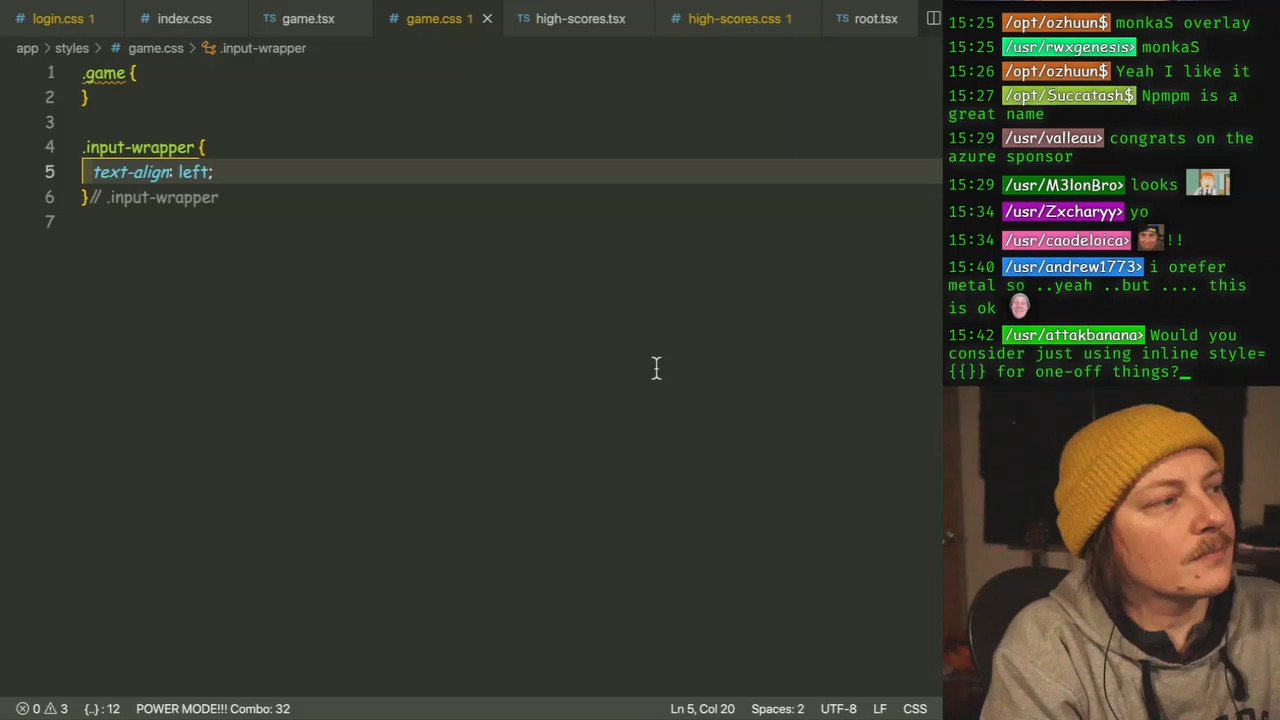 # login.css 1
# index.css
TS game.tsx
# game.css 1
TS high-scores.tsx
# high-scores.css 1
TS root.tsx
app > styles > # game.css > .input-wrapper
1 .game {
2 }
3
4 .input-wrapper {
5 text-align: left;
6 }// .input-wrapper
7
0 3 {..} : 12 POWER MODE!!! Combo: 32 Ln 5, Col 20 Spaces: 2 UTF-8 LF CSS
15:25 /opt/ozhuun$ monkaS overlay
15:25 /usr/rwxgenesis> monkaS
15:26 /opt/ozhuun$ Yeah I like it
15:27 /opt/Succatash$ Npmpm is a
great name
15:29 /usr/valleau> congrats on the
azure sponsor
15:29 /usr/M3lonBro> looks
15:34 /usr/Zxcharyy> yo
15:34 /usr/caodeloica> !!
15:40 /usr/andrew1773> i orefer
metal so ..yeah ..but .... this
is ok
15:42 /usr/attakbanana> Would you
consider just using inline style=
{{}} for one-off things?_